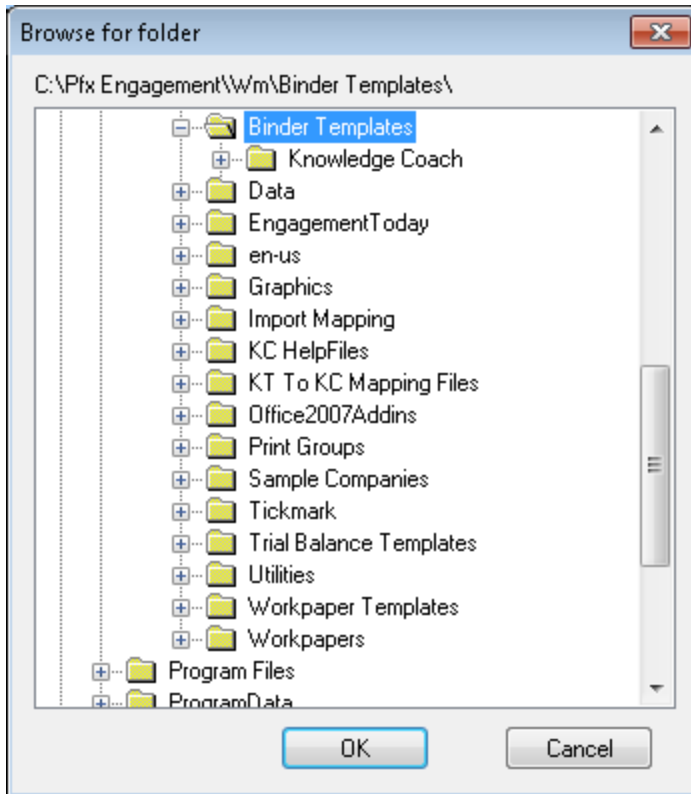 Browse for folder
C:\Pfx Engagement\Wm\Binder Templates\
Binder Templates
Knowledge Coach
Data
EngagementToday
en-us
Graphics
Import Mapping
KC HelpFiles
KT To KC Mapping Files
Office2007Addins
Print Groups
Sample Companies
Tickmark
Trial Balance Templates
Utilities
Workpaper Templates
Workpapers
Program Files
ProgramData
OK Cancel